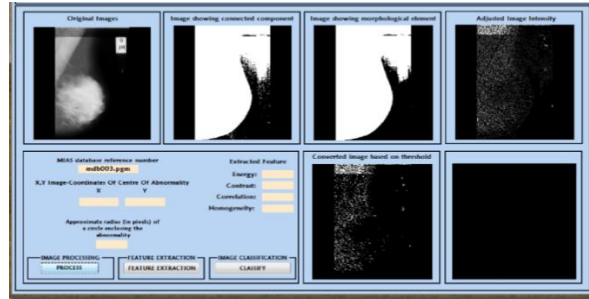 Original Images
Image showing connected component
Image showing morphological element
Adjusted Image Intensity
MIAS database reference number
mdb003.pgm
X,Y Image-Coordinates Of Centre Of Abnormality
X Y
Approximate radius (in pixels) of
a circle enclosing the
abnormality
Extracted Feature
Energy:
Contrast:
Correlation:
Homogeneity:
Converted image based on threshold
IMAGE PROCESSING
PROCESS
FEATURE EXTRACTION
FEATURE EXTRACTION
IMAGE CLASSIFICATION
CLASSIFY